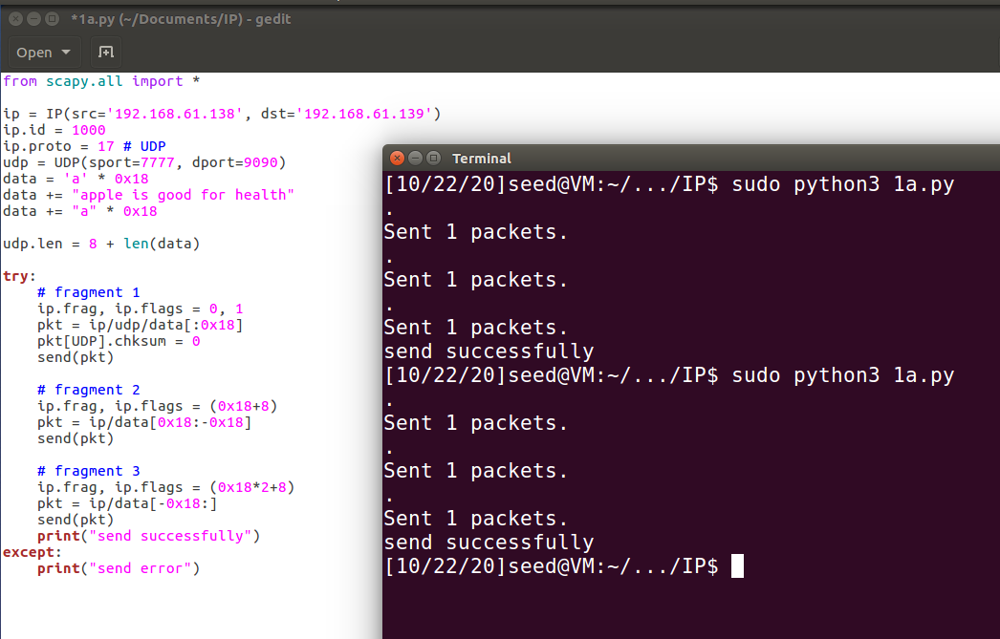 *1a.py (~/Documents/IP) - gedit
Open
from scapy.all import *
ip = IP(src='192.168.61.138', dst='192.168.61.139')
ip.id = 1000
ip.proto = 17 # UDP
udp = UDP(sport=7777, dport=9090)
data = 'a' * 0x18
data += "apple is good for health"
data += "a" * 0x18
udp.len = 8 + len(data)
try:
    # fragment 1
    ip.frag, ip.flags = 0, 1
    pkt = ip/udp/data[:0x18]
    pkt[UDP].chksum = 0
    send(pkt)
    # fragment 2
    ip.frag, ip.flags = (0x18+8)
    pkt = ip/data[0x18:-0x18]
    send(pkt)
    # fragment 3
    ip.frag, ip.flags = (0x18*2+8)
    pkt = ip/data[-0x18:]
    send(pkt)
    print("send successfully")
except:
    print("send error")
Terminal
[10/22/20]seed@VM:~/.../IP$ sudo python3 1a.py
.
Sent 1 packets.
.
Sent 1 packets.
.
Sent 1 packets.
send successfully
[10/22/20]seed@VM:~/.../IP$ sudo python3 1a.py
.
Sent 1 packets.
.
Sent 1 packets.
.
Sent 1 packets.
send successfully
[10/22/20]seed@VM:~/.../IP$